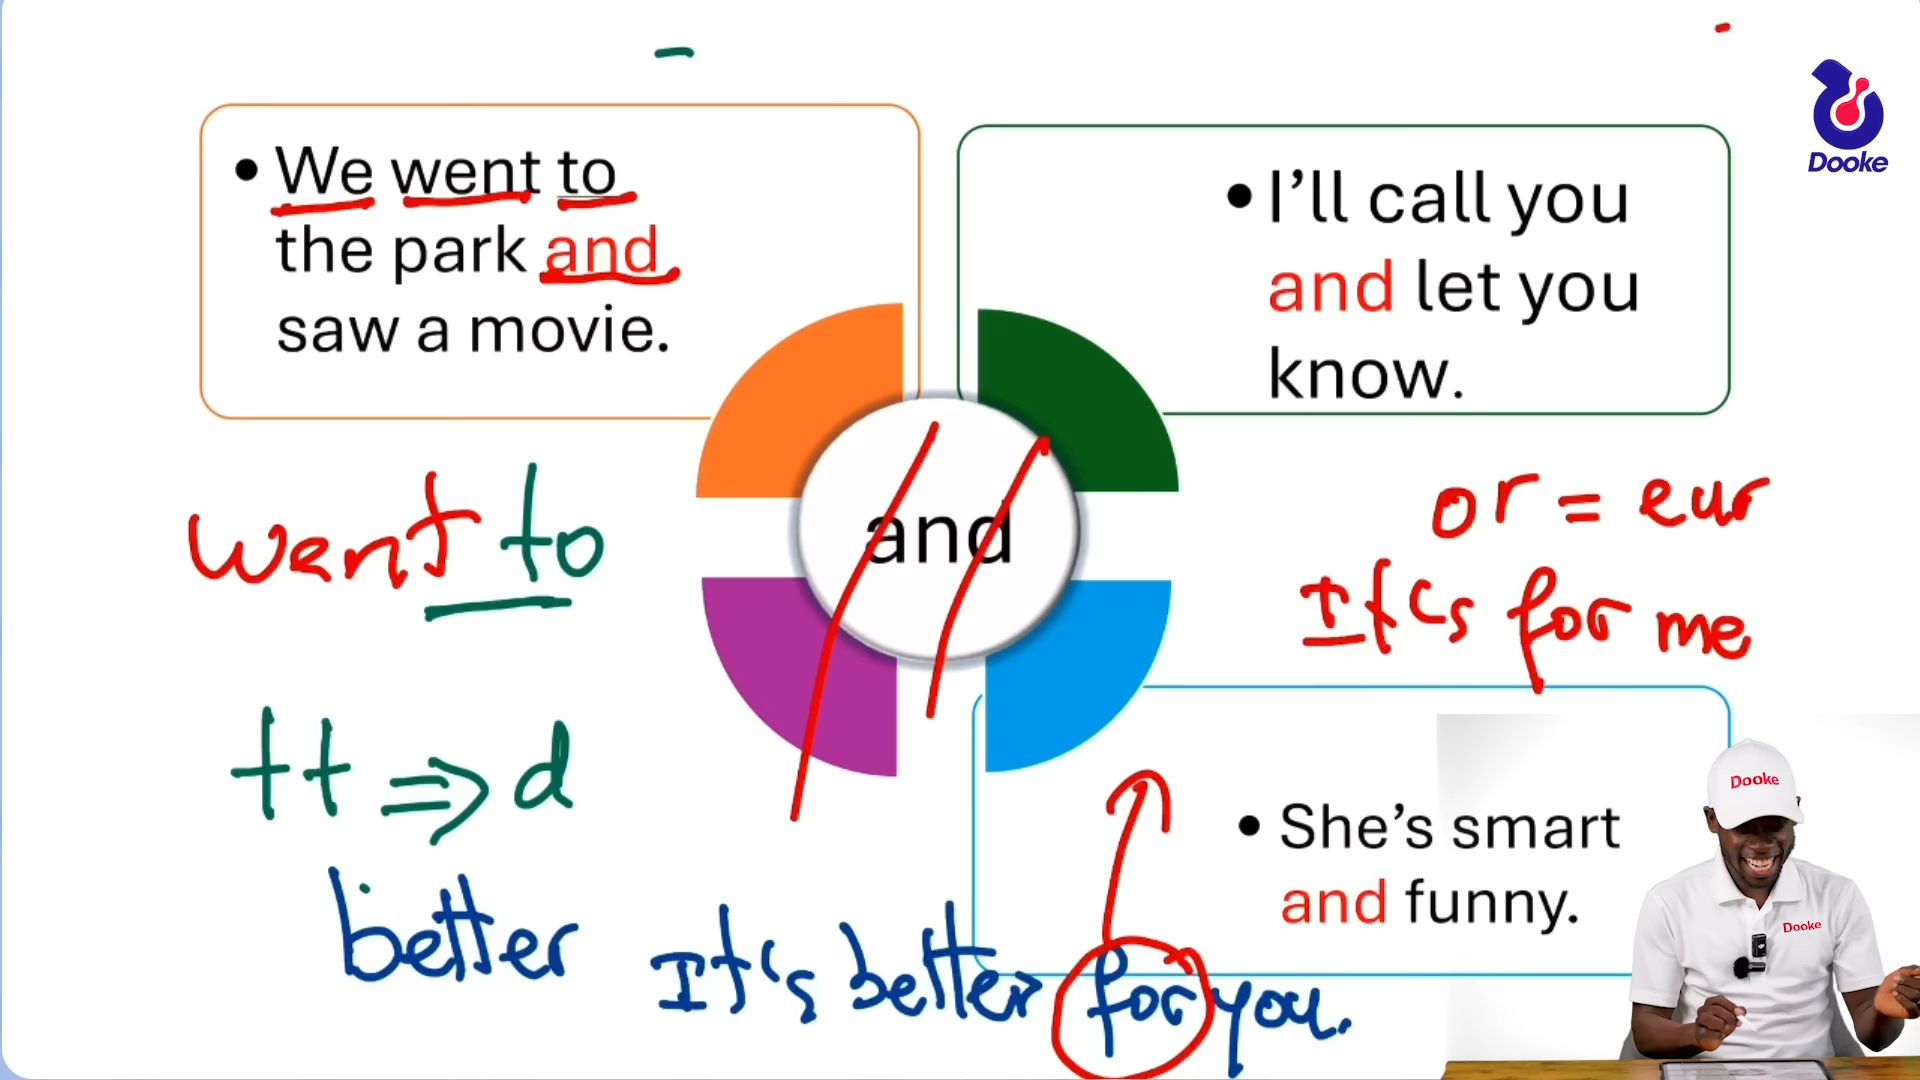 • We went to
the park and
saw a movie.
• I'll call you
and let you
know.
Dooke
and
went to
or = eur
It's for me
tt ⇒ d
better
It's better for you.
• She's smart
and funny.
Dooke
Dooke